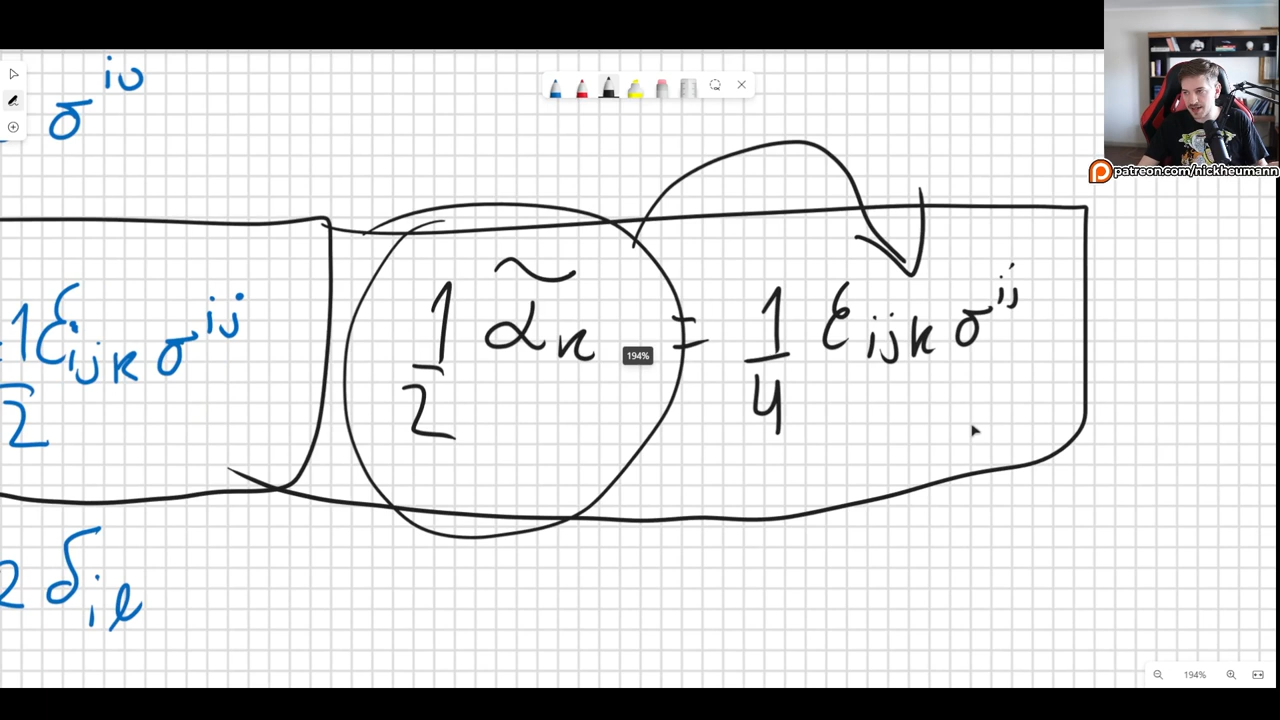 σ^{io}
patreon.com/nickheumann
1/2 ε_{ijk} σ^{ij}
1/2 α̃_k = 1/4 ε_{ijk} σ^{ij}
194%
2 δ_{iℓ}
194%